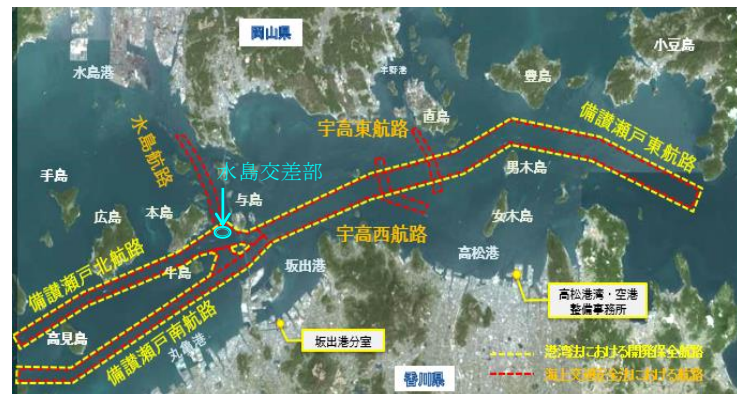 岡山県
小豆島
水島港
宇野港
豊島
直島
備讃瀬戸東航路
水島航路
宇高東航路
男木島
手島
水島交差部
与島
広島
本島
女木島
宇高西航路
高松港
坂出港
牛島
備讃瀬戸北航路
高松港湾・空港
整備事務所
高見島
備讃瀬戸南航路
丸亀港
坂出港分室
港湾法における開発保全航路
海上交通安全法における航路
香川県